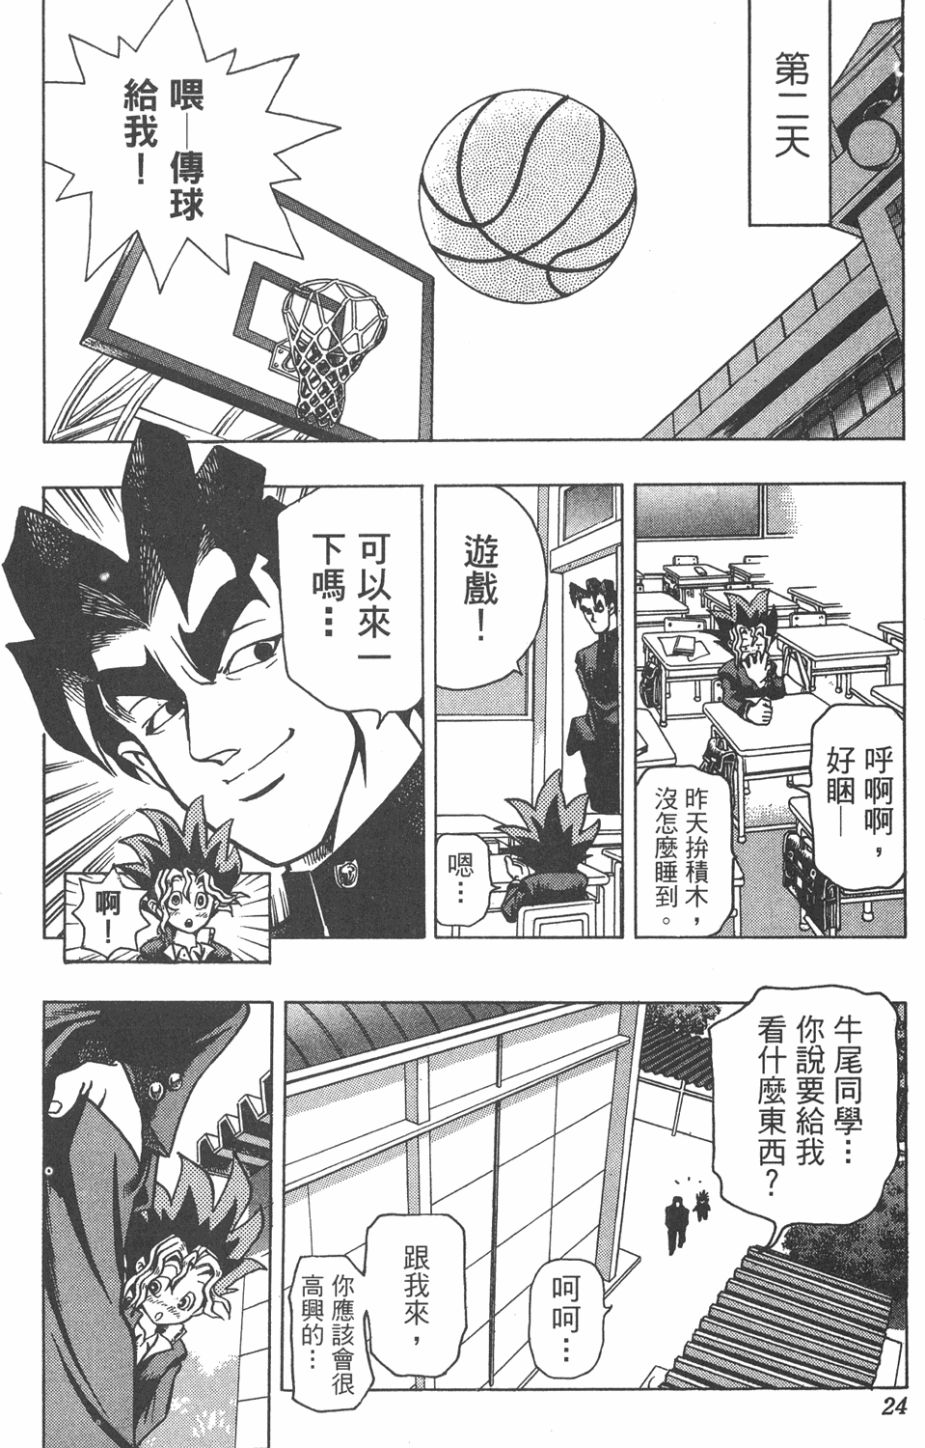 第二天
喂─傳球
給我！
呼啊啊，
好睏─
昨天拚積木，
沒怎麼睡到。
遊戲！
嗯…
可以來一
下嗎…
啊！
牛尾同學…
你說要給我
看什麼東西？
呵呵…
跟我來，
你應該會很
高興的…
24